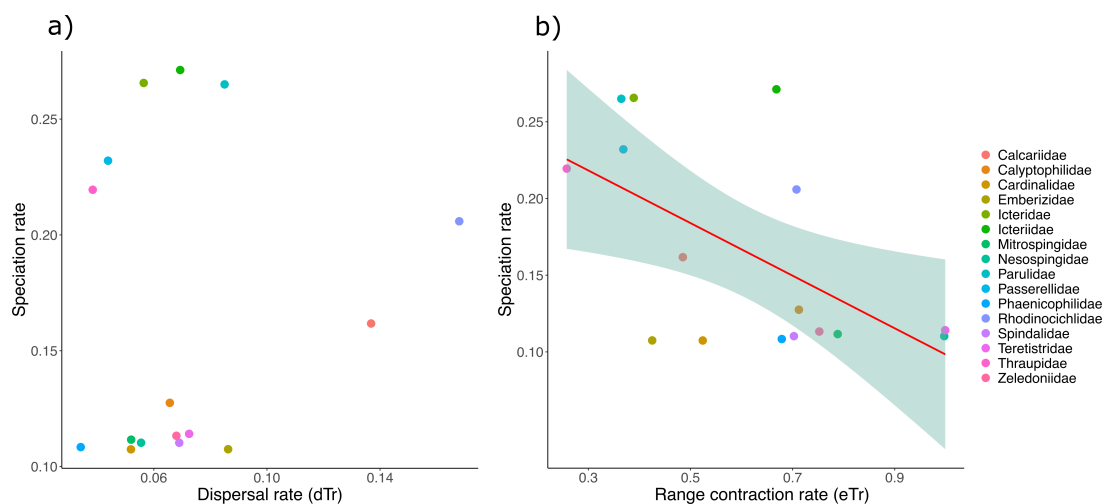 a)
Speciation rate
0.25
0.20
0.15
0.10
0.06
0.10
0.14
Dispersal rate (dTr)
b)
Speciation rate
0.25
0.20
0.15
0.10
0.3
0.5
0.7
0.9
Range contraction rate (eTr)
Calcariidae
Calyptophilidae
Cardinalidae
Emberizidae
Icteridae
Icteriidae
Mitrospingidae
Nesospingidae
Parulidae
Passerellidae
Phaenicophilidae
Rhodinocichlidae
Spindalidae
Teretistridae
Thraupidae
Zeledoniidae